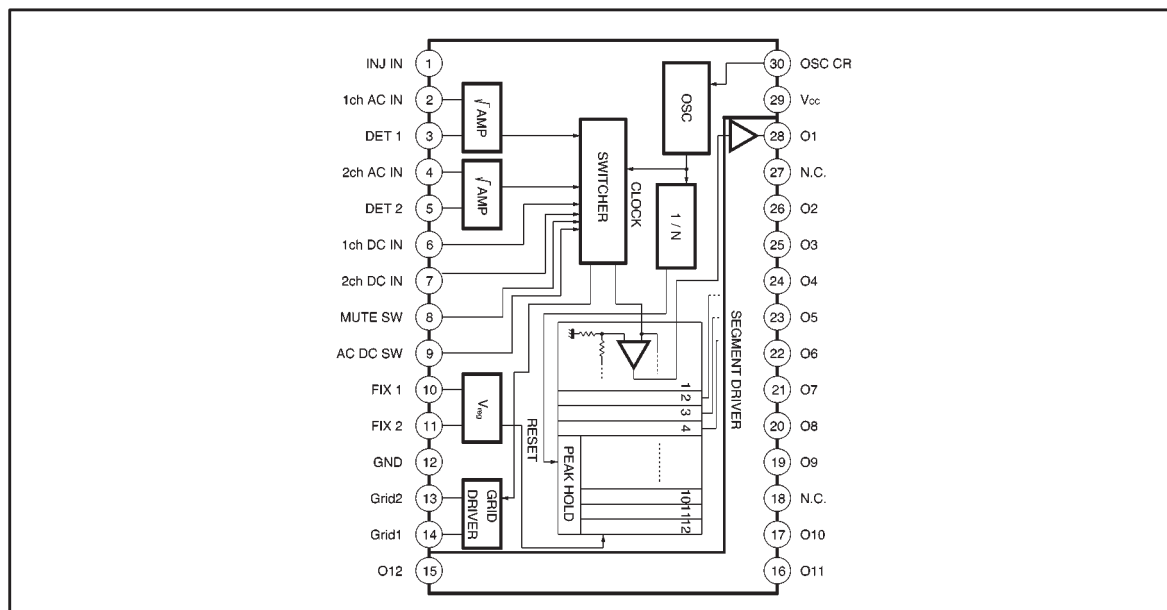 INJ IN 1
1ch AC IN 2
DET 1 3
2ch AC IN 4
DET 2 5
1ch DC IN 6
2ch DC IN 7
MUTE SW 8
AC DC SW 9
FIX 1 10
FIX 2 11
GND 12
Grid2 13
Grid1 14
O12 15
√AMP
√AMP
Vreg
GRID
DRIVER
SWITCHER
CLOCK
OSC
1 / N
RESET
PEAK HOLD
1
2
3
4
10
11
12
SEGMENT DRIVER
30 OSC CR
29 Vcc
28 O1
27 N.C.
26 O2
25 O3
24 O4
23 O5
22 O6
21 O7
20 O8
19 O9
18 N.C.
17 O10
16 O11